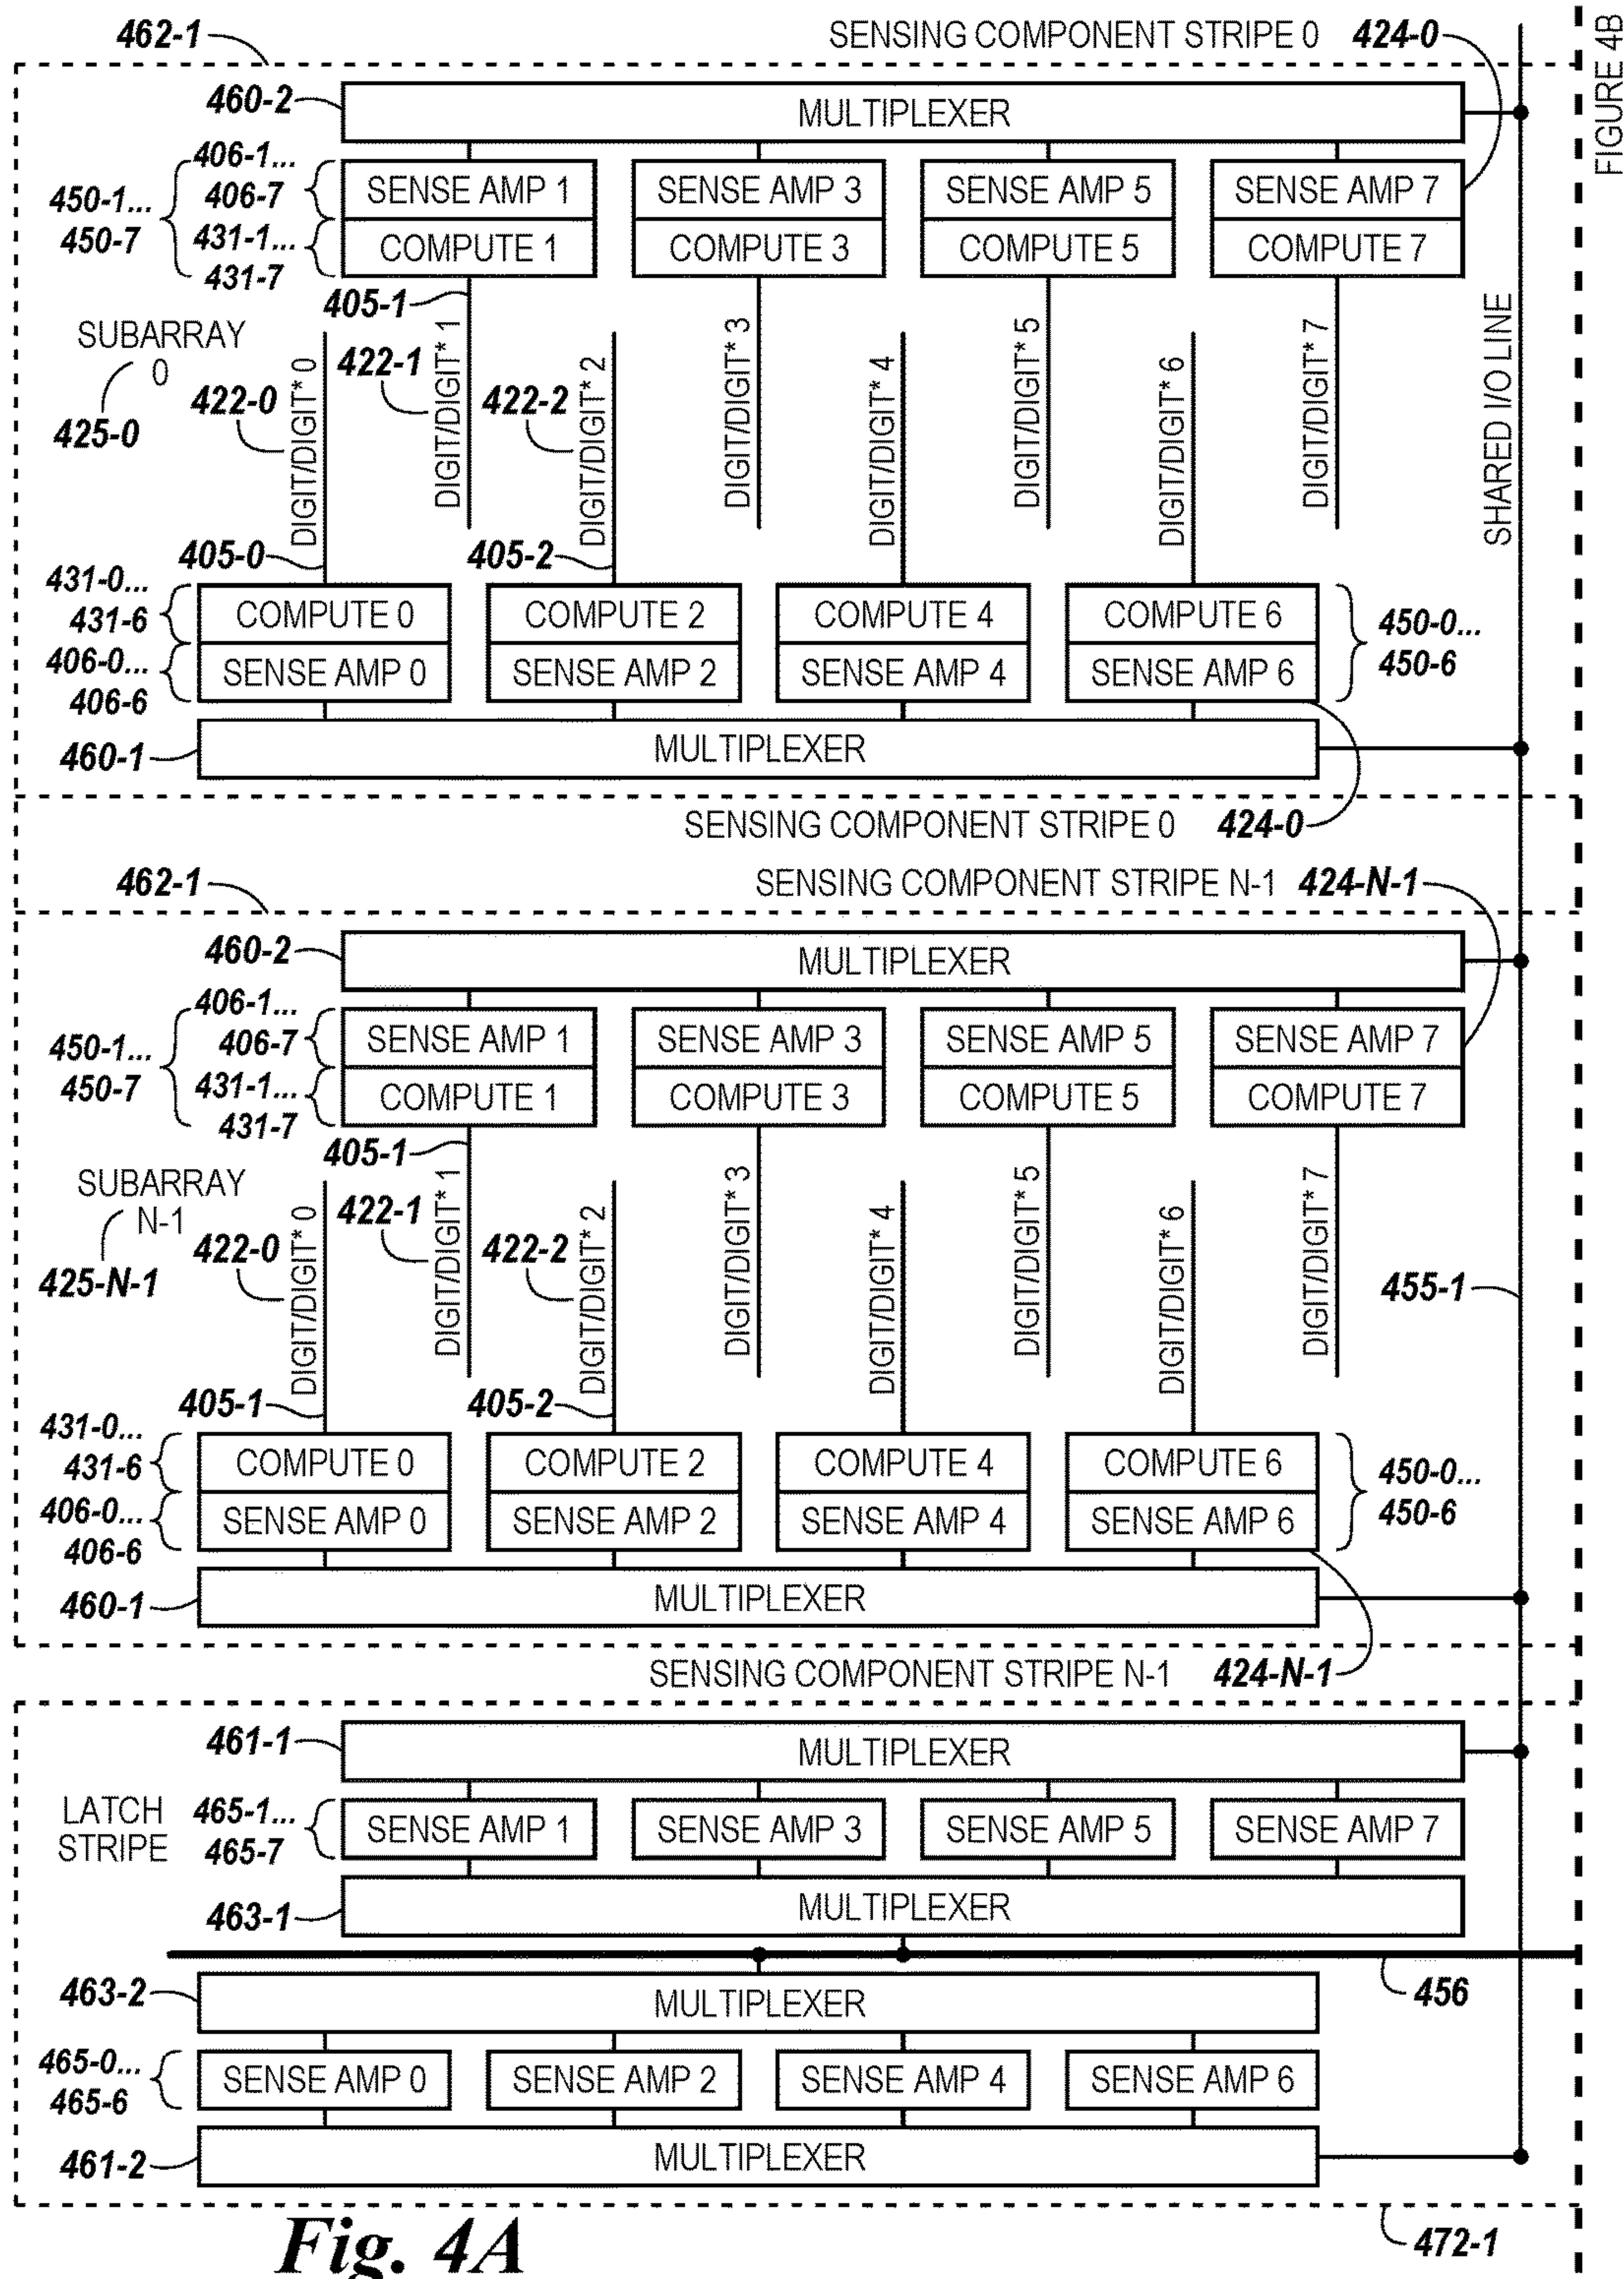 462-1 SENSING COMPONENT STRIPE 0 424-0
FIGURE 4B
460-2 MULTIPLEXER
406-1...
450-1... 406-7 SENSE AMP 1 SENSE AMP 3 SENSE AMP 5 SENSE AMP 7
450-7 431-1... COMPUTE 1 COMPUTE 3 COMPUTE 5 COMPUTE 7
431-7
405-1
SUBARRAY
0
425-0
422-0 DIGIT/DIGIT* 0
422-1 DIGIT/DIGIT* 1
422-2 DIGIT/DIGIT* 2
DIGIT/DIGIT* 3
DIGIT/DIGIT* 4
DIGIT/DIGIT* 5
DIGIT/DIGIT* 6
DIGIT/DIGIT* 7
SHARED I/O LINE
405-0 405-2
431-0...
431-6 COMPUTE 0 COMPUTE 2 COMPUTE 4 COMPUTE 6 450-0...
406-0... SENSE AMP 0 SENSE AMP 2 SENSE AMP 4 SENSE AMP 6 450-6
406-6
460-1 MULTIPLEXER
SENSING COMPONENT STRIPE 0 424-0
462-1 SENSING COMPONENT STRIPE N-1 424-N-1
460-2 MULTIPLEXER
406-1...
450-1... 406-7 SENSE AMP 1 SENSE AMP 3 SENSE AMP 5 SENSE AMP 7
450-7 431-1... COMPUTE 1 COMPUTE 3 COMPUTE 5 COMPUTE 7
431-7
405-1
SUBARRAY
N-1
425-N-1
422-0 DIGIT/DIGIT* 0
422-1 DIGIT/DIGIT* 1
422-2 DIGIT/DIGIT* 2
DIGIT/DIGIT* 3
DIGIT/DIGIT* 4
DIGIT/DIGIT* 5
DIGIT/DIGIT* 6
DIGIT/DIGIT* 7
455-1
405-1 405-2
431-0...
431-6 COMPUTE 0 COMPUTE 2 COMPUTE 4 COMPUTE 6 450-0...
406-0... SENSE AMP 0 SENSE AMP 2 SENSE AMP 4 SENSE AMP 6 450-6
406-6
460-1 MULTIPLEXER
SENSING COMPONENT STRIPE N-1 424-N-1
461-1 MULTIPLEXER
LATCH 465-1... SENSE AMP 1 SENSE AMP 3 SENSE AMP 5 SENSE AMP 7
STRIPE 465-7
463-1 MULTIPLEXER
463-2 MULTIPLEXER 456
465-0... SENSE AMP 0 SENSE AMP 2 SENSE AMP 4 SENSE AMP 6
465-6
461-2 MULTIPLEXER
Fig. 4A 472-1